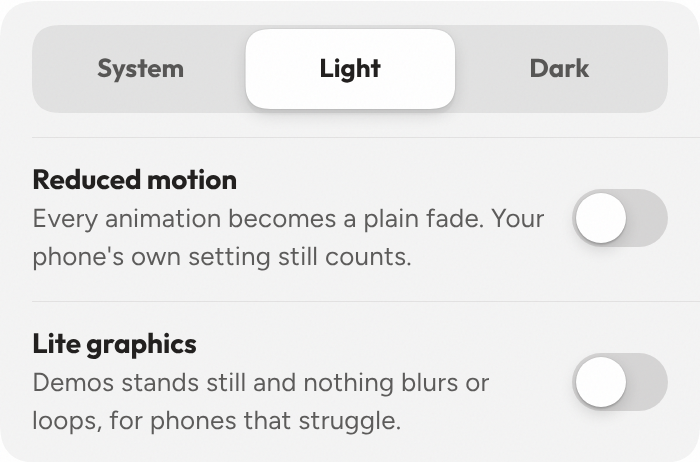 System Light Dark
Reduced motion
Every animation becomes a plain fade. Your
phone's own setting still counts.
Lite graphics
Demos stands still and nothing blurs or
loops, for phones that struggle.